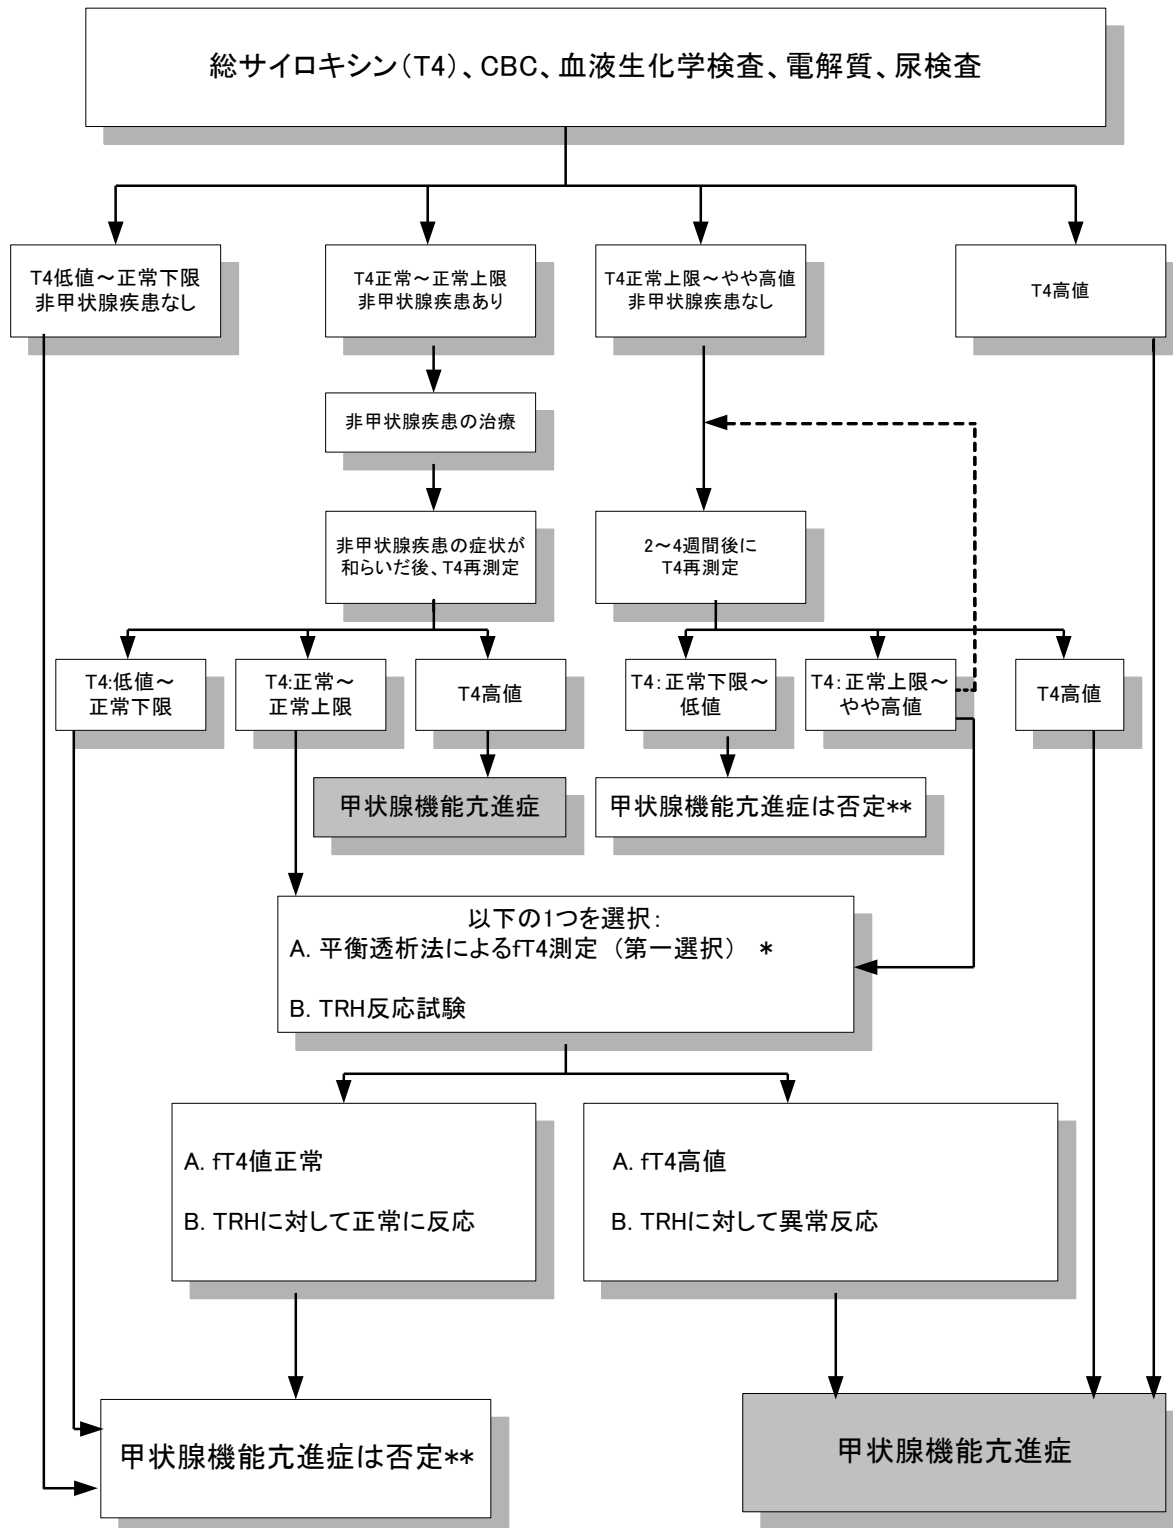 総サイロキシン(T4)、CBC、血液生化学検査、電解質、尿検査
T4低値～正常下限
非甲状腺疾患なし
T4正常～正常上限
非甲状腺疾患あり
T4正常上限～やや高値
非甲状腺疾患なし
T4高値
非甲状腺疾患の治療
非甲状腺疾患の症状が
和らいだ後、T4再測定
2～4週間後に
T4再測定
T4:低値～
正常下限
T4:正常～
正常上限
T4高値
T4：正常下限～
低値
T4：正常上限～
やや高値
T4高値
甲状腺機能亢進症
甲状腺機能亢進症は否定**
以下の1つを選択：
A. 平衡透析法によるfT4測定 （第一選択） *
B. TRH反応試験
A. fT4値正常
B. TRHに対して正常に反応
A. fT4高値
B. TRHに対して異常反応
甲状腺機能亢進症は否定**
甲状腺機能亢進症